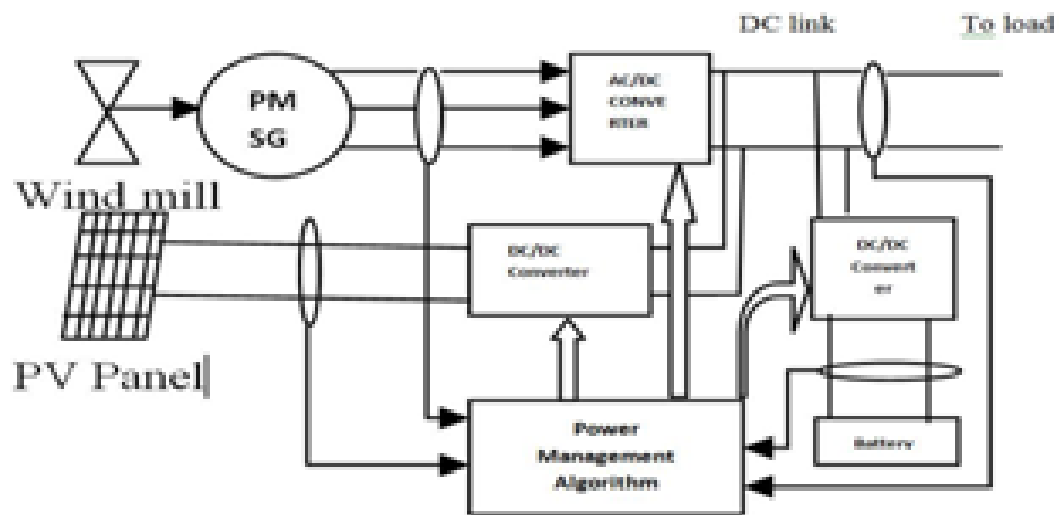 DC link
To load
PM
SG
AC/DC
CONVE
RTER
Wind mill
DC/DC
Converter
DC/DC
Convert
er
PV Panel
Power
Management
Algorithm
Battery